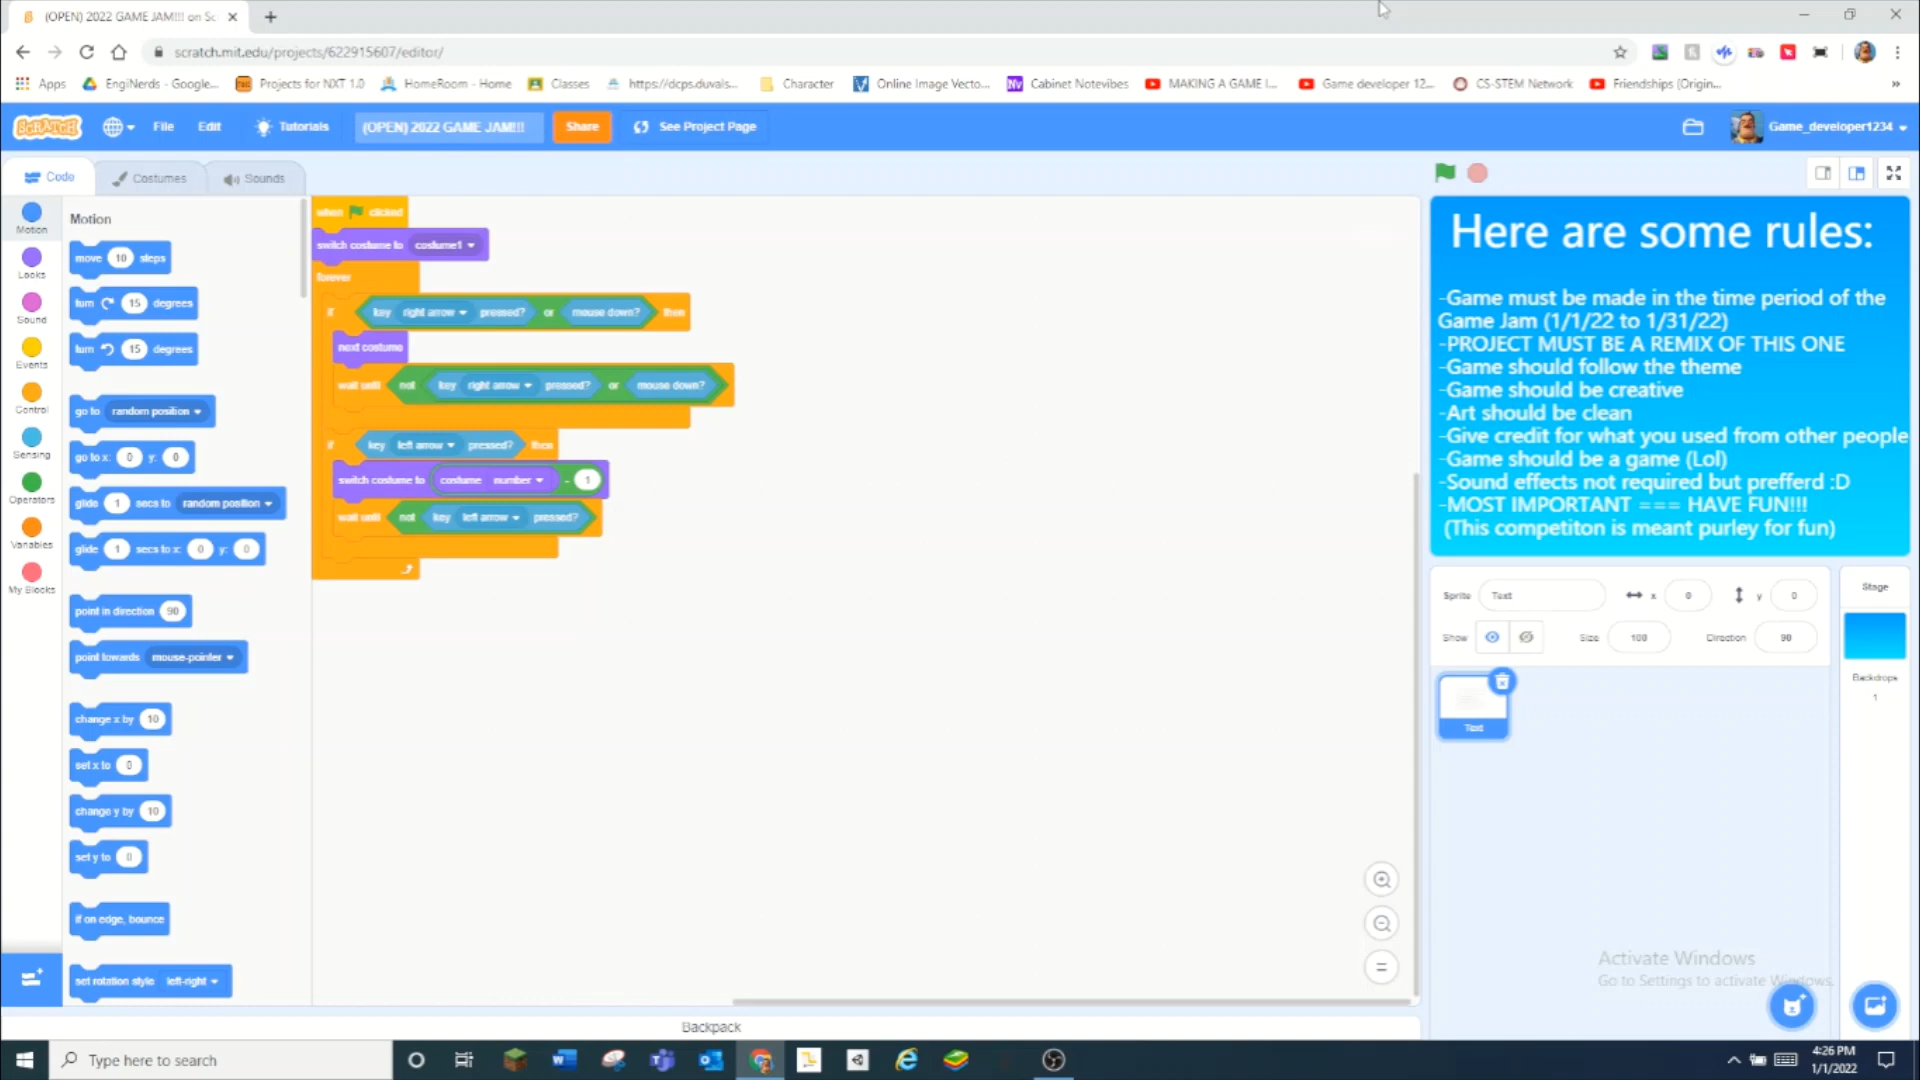 (OPEN) 2022 GAME JAM!!! on Sc
scratch.mit.edu/projects/622915607/editor/
Apps
EngiNerds - Google...
Projects for NXT 1.0
HomeRoom - Home
Classes
https://dcps.duvals...
Character
Online Image Vecto...
Nv Cabinet Notevibes
MAKING A GAME I...
Game developer 12...
CS-STEM Network
Friendships (Origin...
»
SCRATCH
File
Edit
Tutorials
(OPEN) 2022 GAME JAM!!!
Share
See Project Page
Game_developer1234
Code
Costumes
Sounds
Motion
Looks
Sound
Events
Control
Sensing
Operators
Variables
My Blocks
Motion
move 10 steps
turn 15 degrees
turn 15 degrees
go to random position
go to x: 0 y: 0
glide 1 secs to random position
glide 1 secs to x: 0 y: 0
point in direction 90
point towards mouse-pointer
change x by 10
set x to 0
change y by 10
set y to 0
if on edge, bounce
set rotation style left-right
when clicked
switch costume to costume1
forever
if key right arrow pressed? or mouse down? then
next costume
wait until not key right arrow pressed? or mouse down?
if key left arrow pressed? then
switch costume to costume number - 1
wait until not key left arrow pressed?
Backpack
Here are some rules:
-Game must be made in the time period of the
Game Jam (1/1/22 to 1/31/22)
-PROJECT MUST BE A REMIX OF THIS ONE
-Game should follow the theme
-Game should be creative
-Art should be clean
-Give credit for what you used from other people
-Game should be a game (Lol)
-Sound effects not required but prefferd :D
-MOST IMPORTANT === HAVE FUN!!!
(This competiton is meant purley for fun)
Sprite Text x 0 y 0
Show Size 100 Direction 90
Text
Stage
Backdrops
1
Activate Windows
Go to Settings to activate Windows.
Type here to search
4:26 PM
1/1/2022